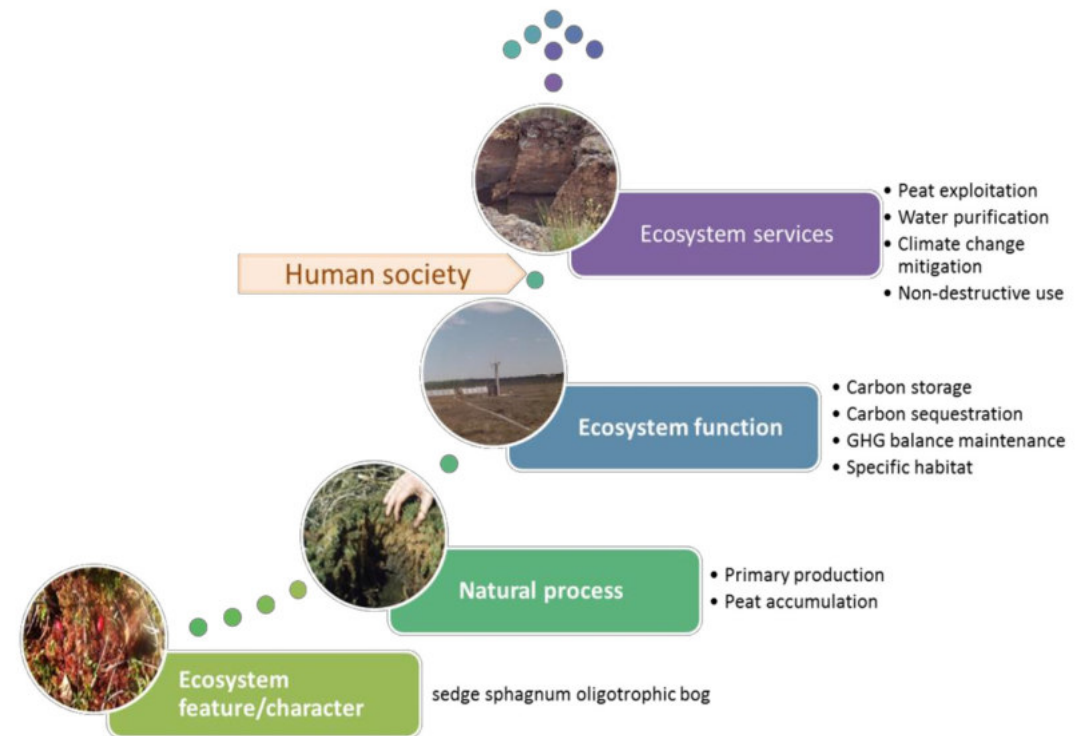 Ecosystem services
• Peat exploitation
• Water purification
• Climate change
mitigation
• Non-destructive use
Human society
Ecosystem function
• Carbon storage
• Carbon sequestration
• GHG balance maintenance
• Specific habitat
Natural process
• Primary production
• Peat accumulation
Ecosystem
feature/character
sedge sphagnum oligotrophic bog